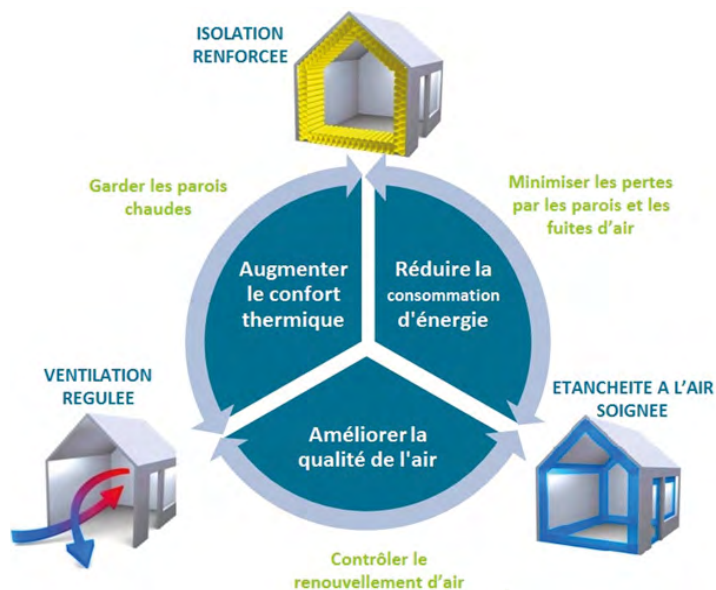 ISOLATION
RENFORCEE
Garder les parois
chaudes
Minimiser les pertes
par les parois et les
fuites d'air
Augmenter
le confort
thermique
Réduire la
consommation
d'énergie
VENTILATION
REGULEE
ETANCHEITE A L'AIR
SOIGNEE
Améliorer la
qualité de l'air
Contrôler le
renouvellement d'air